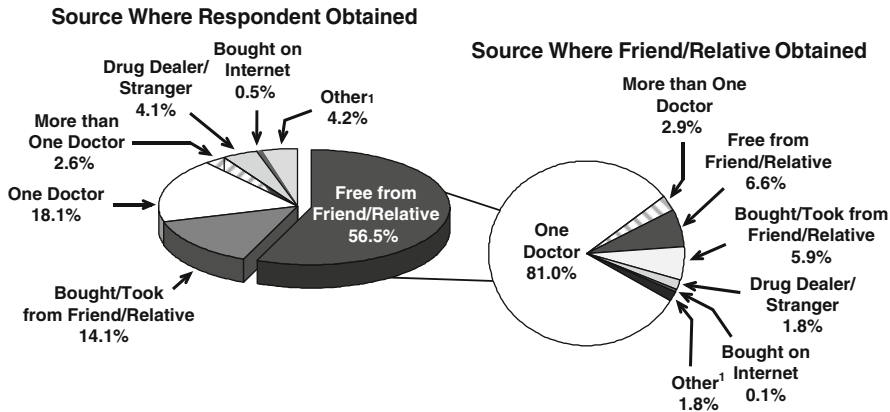 Source Where Respondent Obtained
Bought on
Internet
0.5%
Drug Dealer/
Stranger
4.1%
Other1
4.2%
More than
One Doctor
2.6%
One Doctor
18.1%
Free from
Friend/Relative
56.5%
Bought/Took
from Friend/Relative
14.1%
Source Where Friend/Relative Obtained
More than One
Doctor
2.9%
Free from
Friend/Relative
6.6%
One
Doctor
81.0%
Bought/Took from
Friend/Relative
5.9%
Drug Dealer/
Stranger
1.8%
Bought on
Internet
0.1%
Other1
1.8%